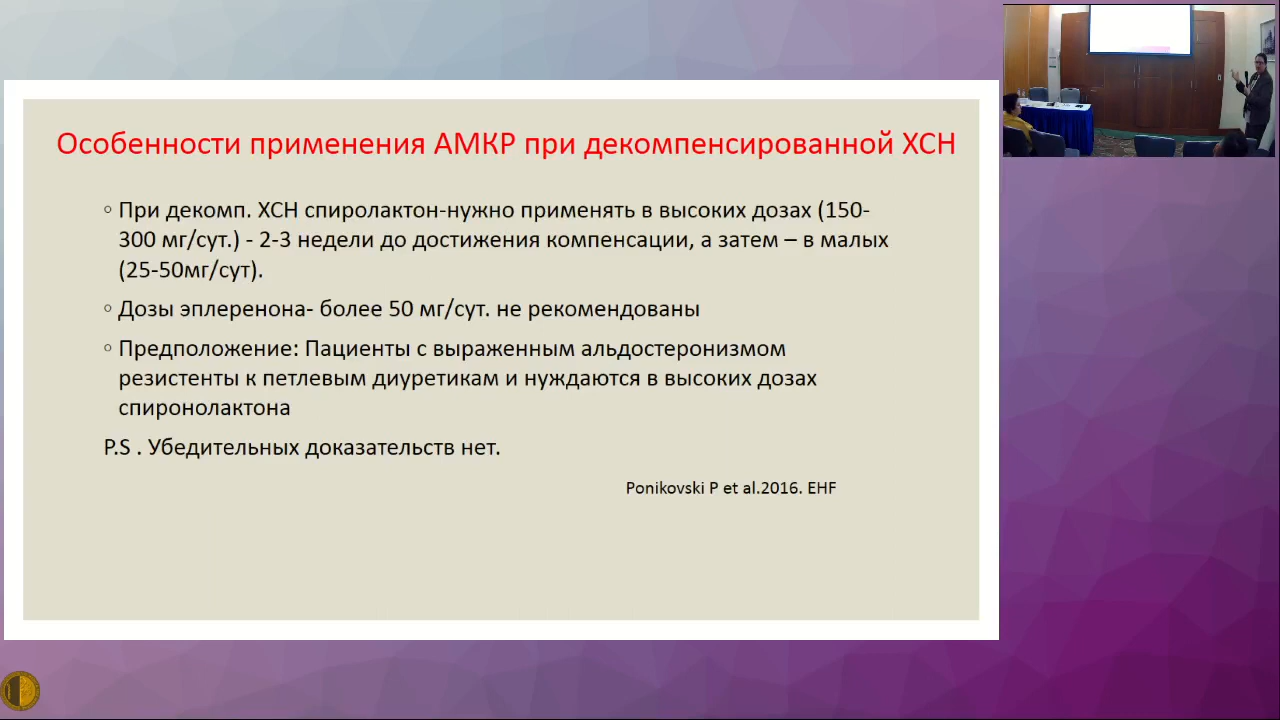 Особенности применения АМКР при декомпенсированной ХСН
◦ При декомп. ХСН спиролактон-нужно применять в высоких дозах (150-
300 мг/сут.) - 2-3 недели до достижения компенсации, а затем – в малых
(25-50мг/сут).
◦ Дозы эплеренона- более 50 мг/сут. не рекомендованы
◦ Предположение: Пациенты с выраженным альдостеронизмом
резистенты к петлевым диуретикам и нуждаются в высоких дозах
спиронолактона
P.S . Убедительных доказательств нет.
Ponikovski P et al.2016. EHF